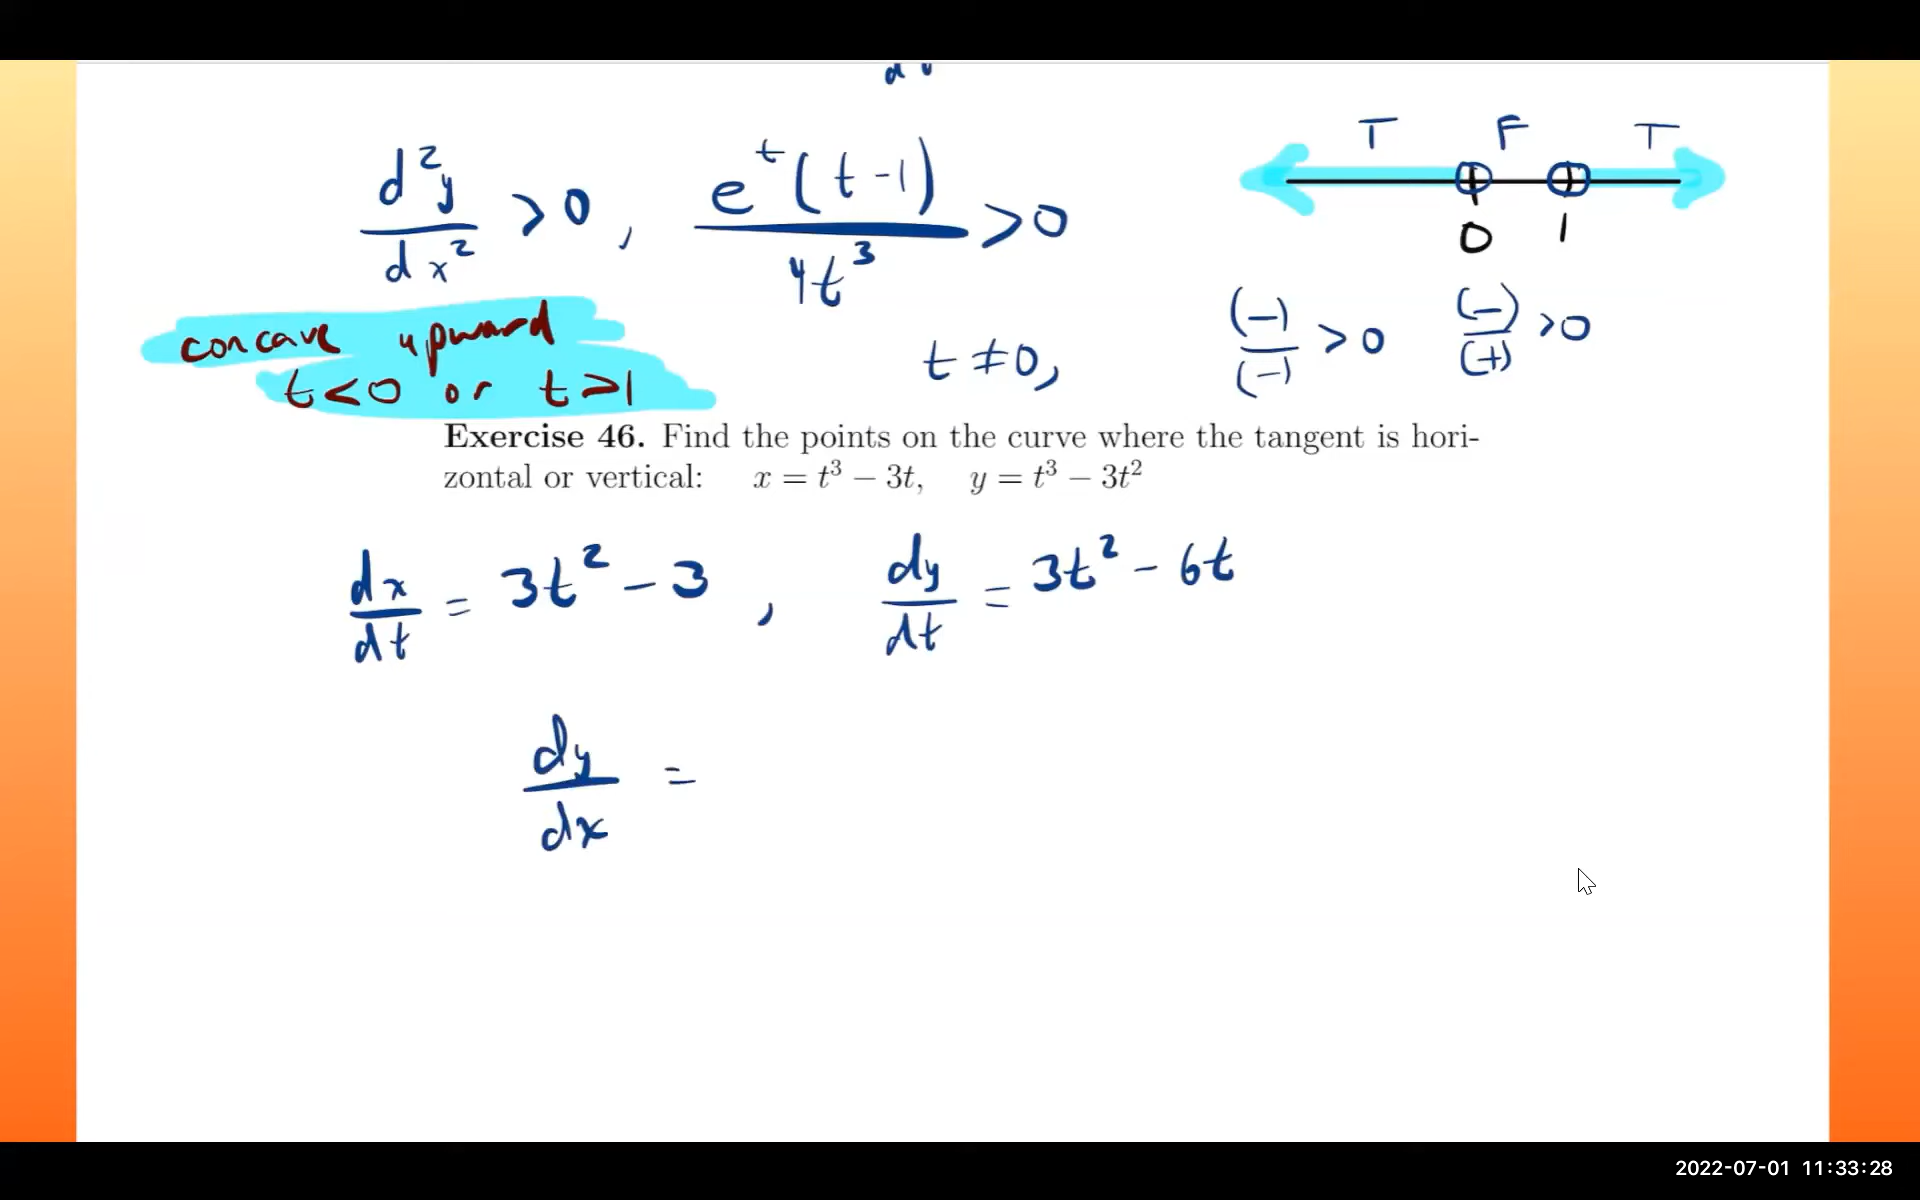 d²y/dx² > 0 , e^t (t - 1) / 4t³ > 0
T F T
0 1
concave upward
t < 0 or t > 1
t ≠ 0, (-)/(-) > 0 (-)/(+) > 0
Exercise 46. Find the points on the curve where the tangent is hori-
zontal or vertical: x = t³ − 3t, y = t³ − 3t²
dx/dt = 3t² - 3 , dy/dt = 3t² - 6t
dy/dx =
2022-07-01 11:33:28